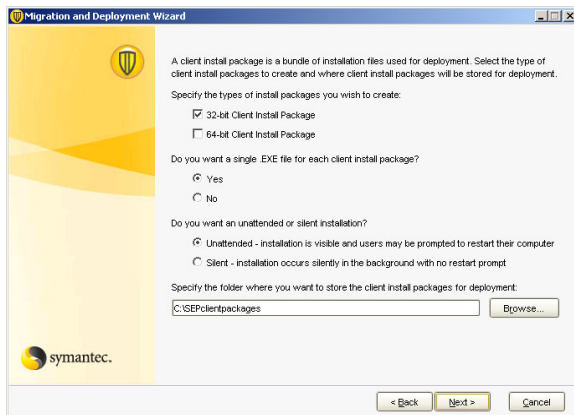 Migration and Deployment Wizard
A client install package is a bundle of installation files used for deployment. Select the type of
client install packages to create and where client install packages will be stored for deployment.
Specify the types of install packages you wish to create:
32-bit Client Install Package
64-bit Client Install Package
Do you want a single .EXE file for each client install package?
Yes
No
Do you want an unattended or silent installation?
Unattended - installation is visible and users may be prompted to restart their computer
Silent - installation occurs silently in the background with no restart prompt
Specify the folder where you want to store the client install packages for deployment:
C:\SEPclientpackages
Browse...
symantec.
< Back
Next >
Cancel